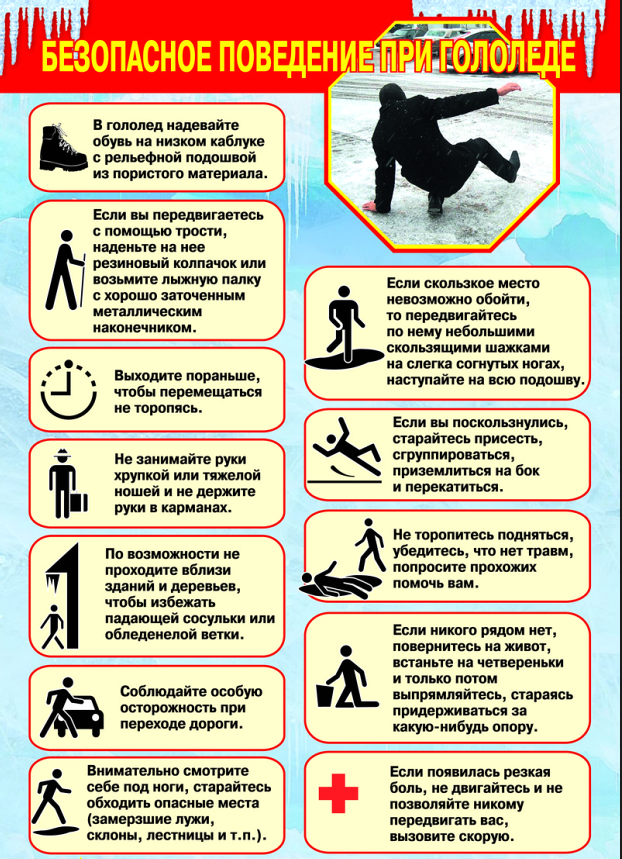 БЕЗОПАСНОЕ ПОВЕДЕНИЕ ПРИ ГОЛОЛЕДЕ
В гололед надевайте
обувь на низком каблуке
с рельефной подошвой
из пористого материала.
Если вы передвигаетесь
с помощью трости,
наденьте на нее
резиновый колпачок или
возьмите лыжную палку
с хорошо заточенным
металлическим
наконечником.
Выходите пораньше,
чтобы перемещаться
не торопясь.
Не занимайте руки
хрупкой или тяжелой
ношей и не держите
руки в карманах.
По возможности не
проходите вблизи
зданий и деревьев,
чтобы избежать
падающей сосульки или
обледенелой ветки.
Соблюдайте особую
осторожность при
переходе дороги.
Внимательно смотрите
себе под ноги, старайтесь
обходить опасные места
(замерзшие лужи,
склоны, лестницы и т.п.).
Если скользкое место
невозможно обойти,
то передвигайтесь
по нему небольшими
скользящими шажками
на слегка согнутых ногах,
наступайте на всю подошву.
Если вы поскользнулись,
старайтесь присесть,
сгруппироваться,
приземлиться на бок
и перекатиться.
Не торопитесь подняться,
убедитесь, что нет травм,
попросите прохожих
помочь вам.
Если никого рядом нет,
повернитесь на живот,
встаньте на четвереньки
и только потом
выпрямляйтесь, стараясь
придерживаться за
какую-нибудь опору.
Если появилась резкая
боль, не двигайтесь и не
позволяйте никому
передвигать вас,
вызовите скорую.